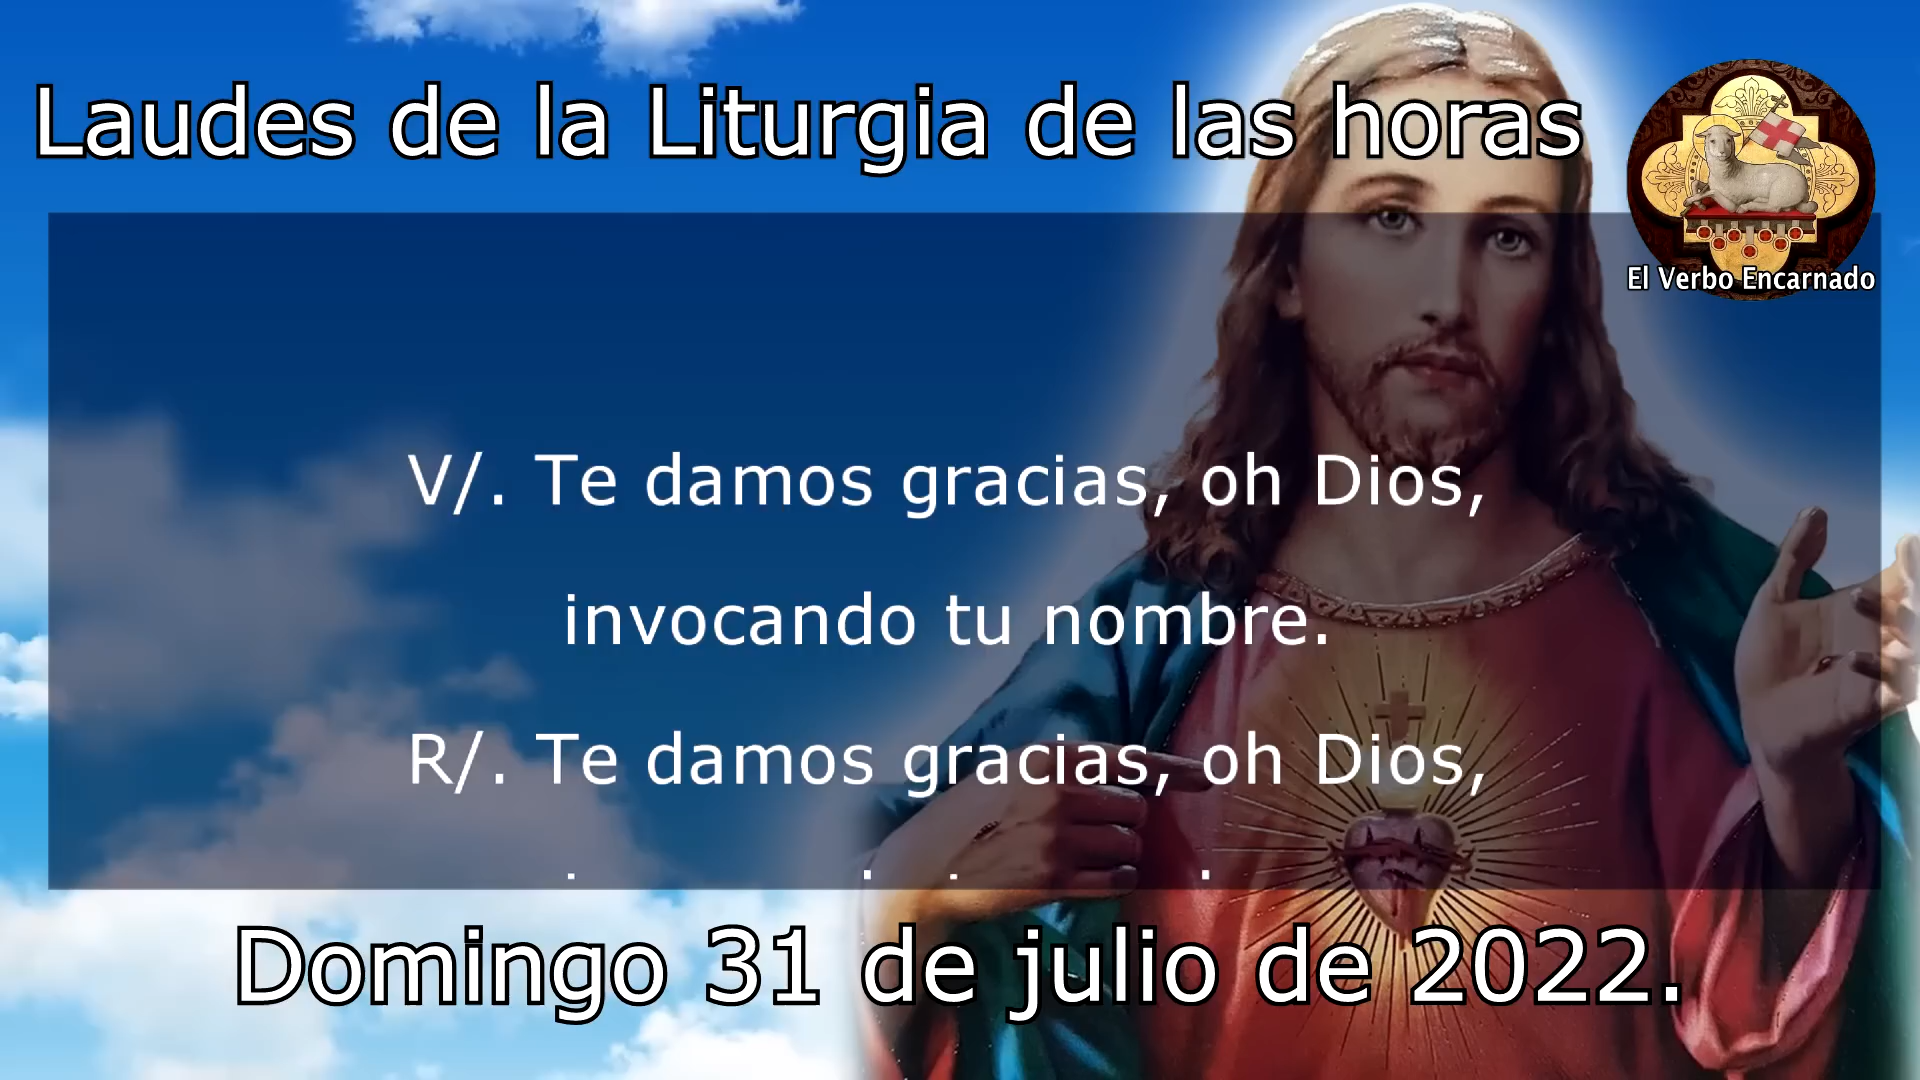 Laudes de la Liturgia de las horas
El Verbo Encarnado
V/. Te damos gracias, oh Dios,
invocando tu nombre.
R/. Te damos gracias, oh Dios,
Domingo 31 de julio de 2022.